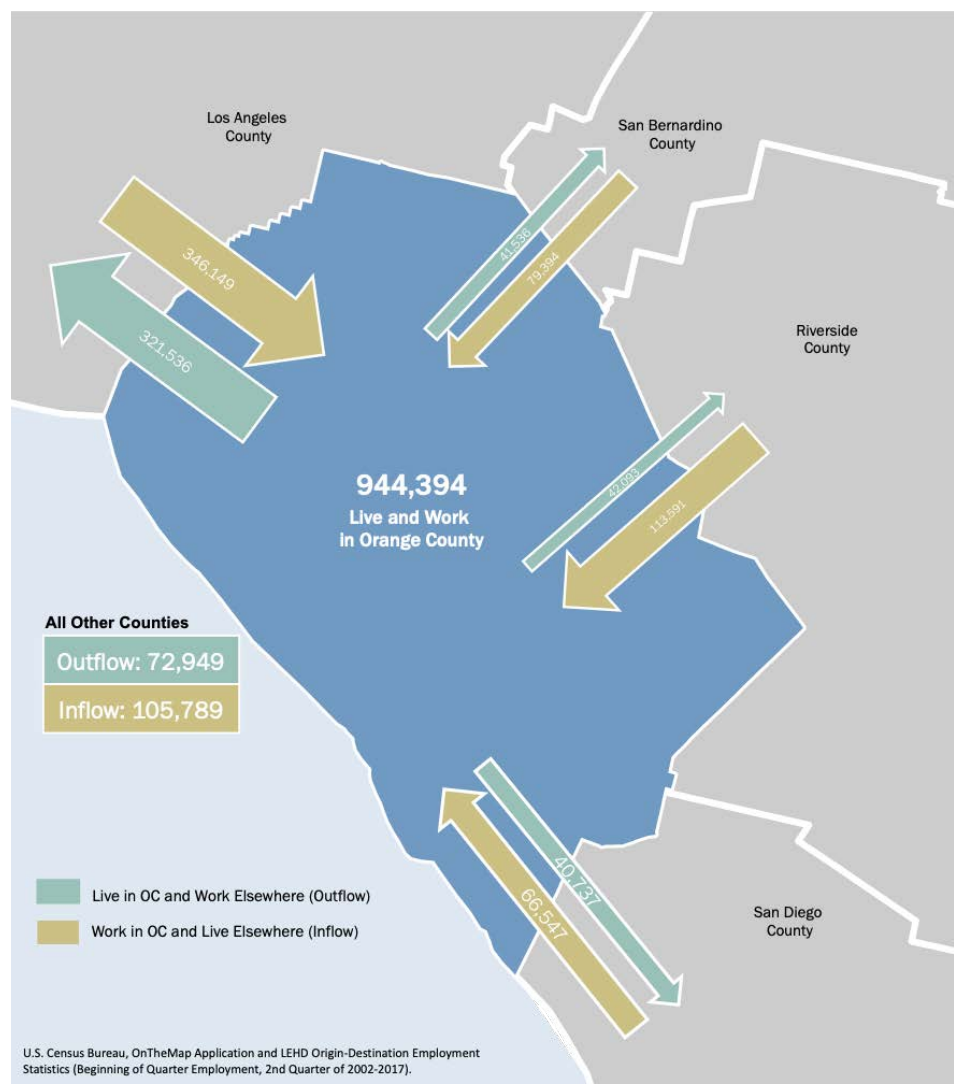 Los Angeles
County
San Bernardino
County
41,536
79,394
346,149
321,536
Riverside
County
42,093
113,591
944,394
Live and Work
in Orange County
All Other Counties
Outflow: 72,949
Inflow: 105,789
40,737
66,547
Live in OC and Work Elsewhere (Outflow)
Work in OC and Live Elsewhere (Inflow)
San Diego
County
U.S. Census Bureau, OnTheMap Application and LEHD Origin-Destination Employment
Statistics (Beginning of Quarter Employment, 2nd Quarter of 2002-2017).